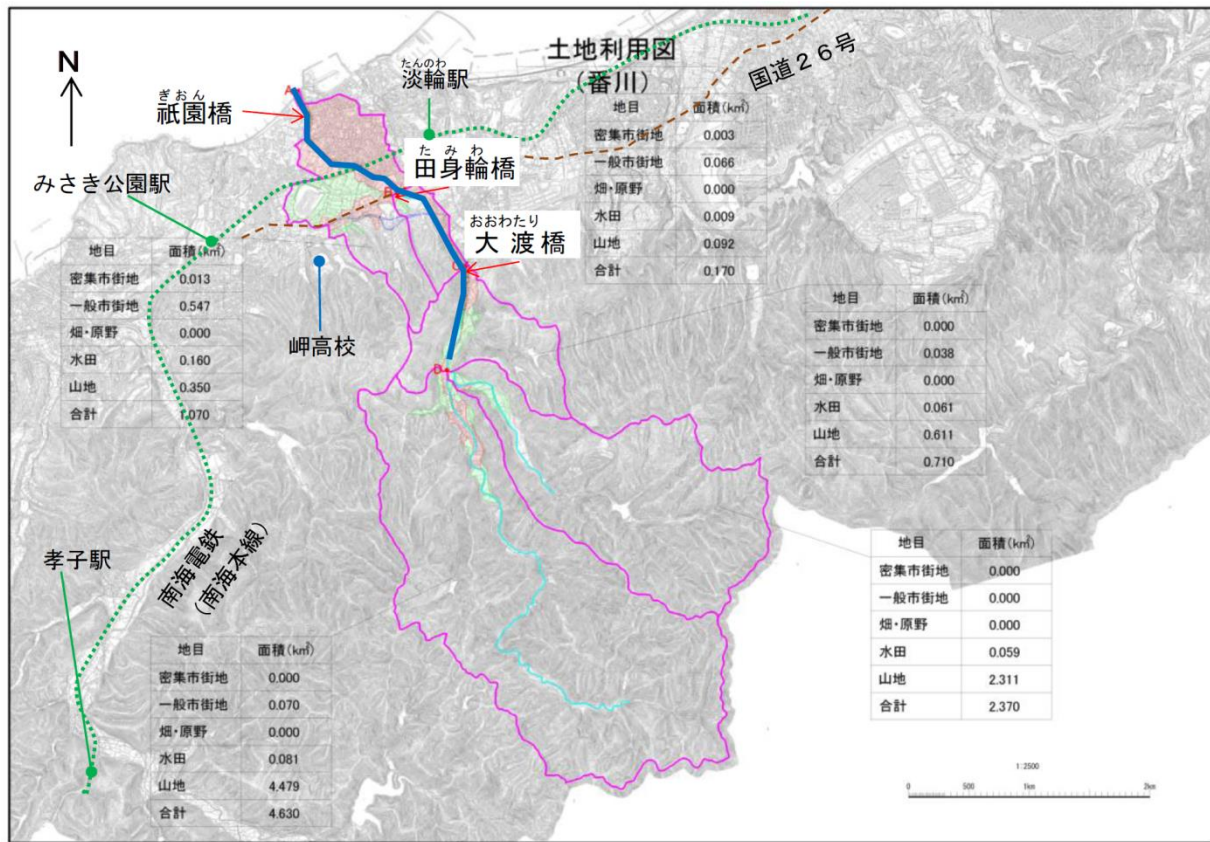 土地利用図
（番川）
N
A
ぎおん
祇園橋
たんのわ
淡輪駅
国道２６号
地目 面積(k㎡)
密集市街地 0.003
一般市街地 0.066
畑・原野 0.000
水田 0.009
山地 0.092
合計 0.170
たみわ
田身輪橋
B
みさき公園駅
おおわたり
大渡橋
C
地目 面積(k㎡)
密集市街地 0.013
一般市街地 0.547
畑・原野 0.000
水田 0.160
山地 0.350
合計 1.070
岬高校
地目 面積(k㎡)
密集市街地 0.000
一般市街地 0.038
畑・原野 0.000
水田 0.061
山地 0.611
合計 0.710
D
南海電鉄
（南海本線）
孝子駅
地目 面積(k㎡)
密集市街地 0.000
一般市街地 0.000
畑・原野 0.000
水田 0.059
山地 2.311
合計 2.370
地目 面積(k㎡)
密集市街地 0.000
一般市街地 0.070
畑・原野 0.000
水田 0.081
山地 4.479
合計 4.630
1:2500
0 500 1km 2km